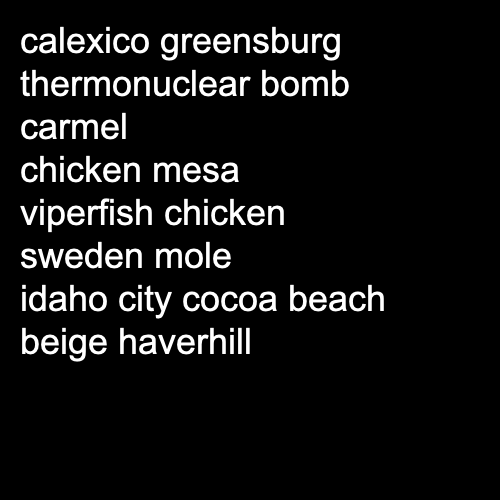 calexico greensburg
thermonuclear bomb
carmel
chicken mesa
viperfish chicken
sweden mole
idaho city cocoa beach
beige haverhill